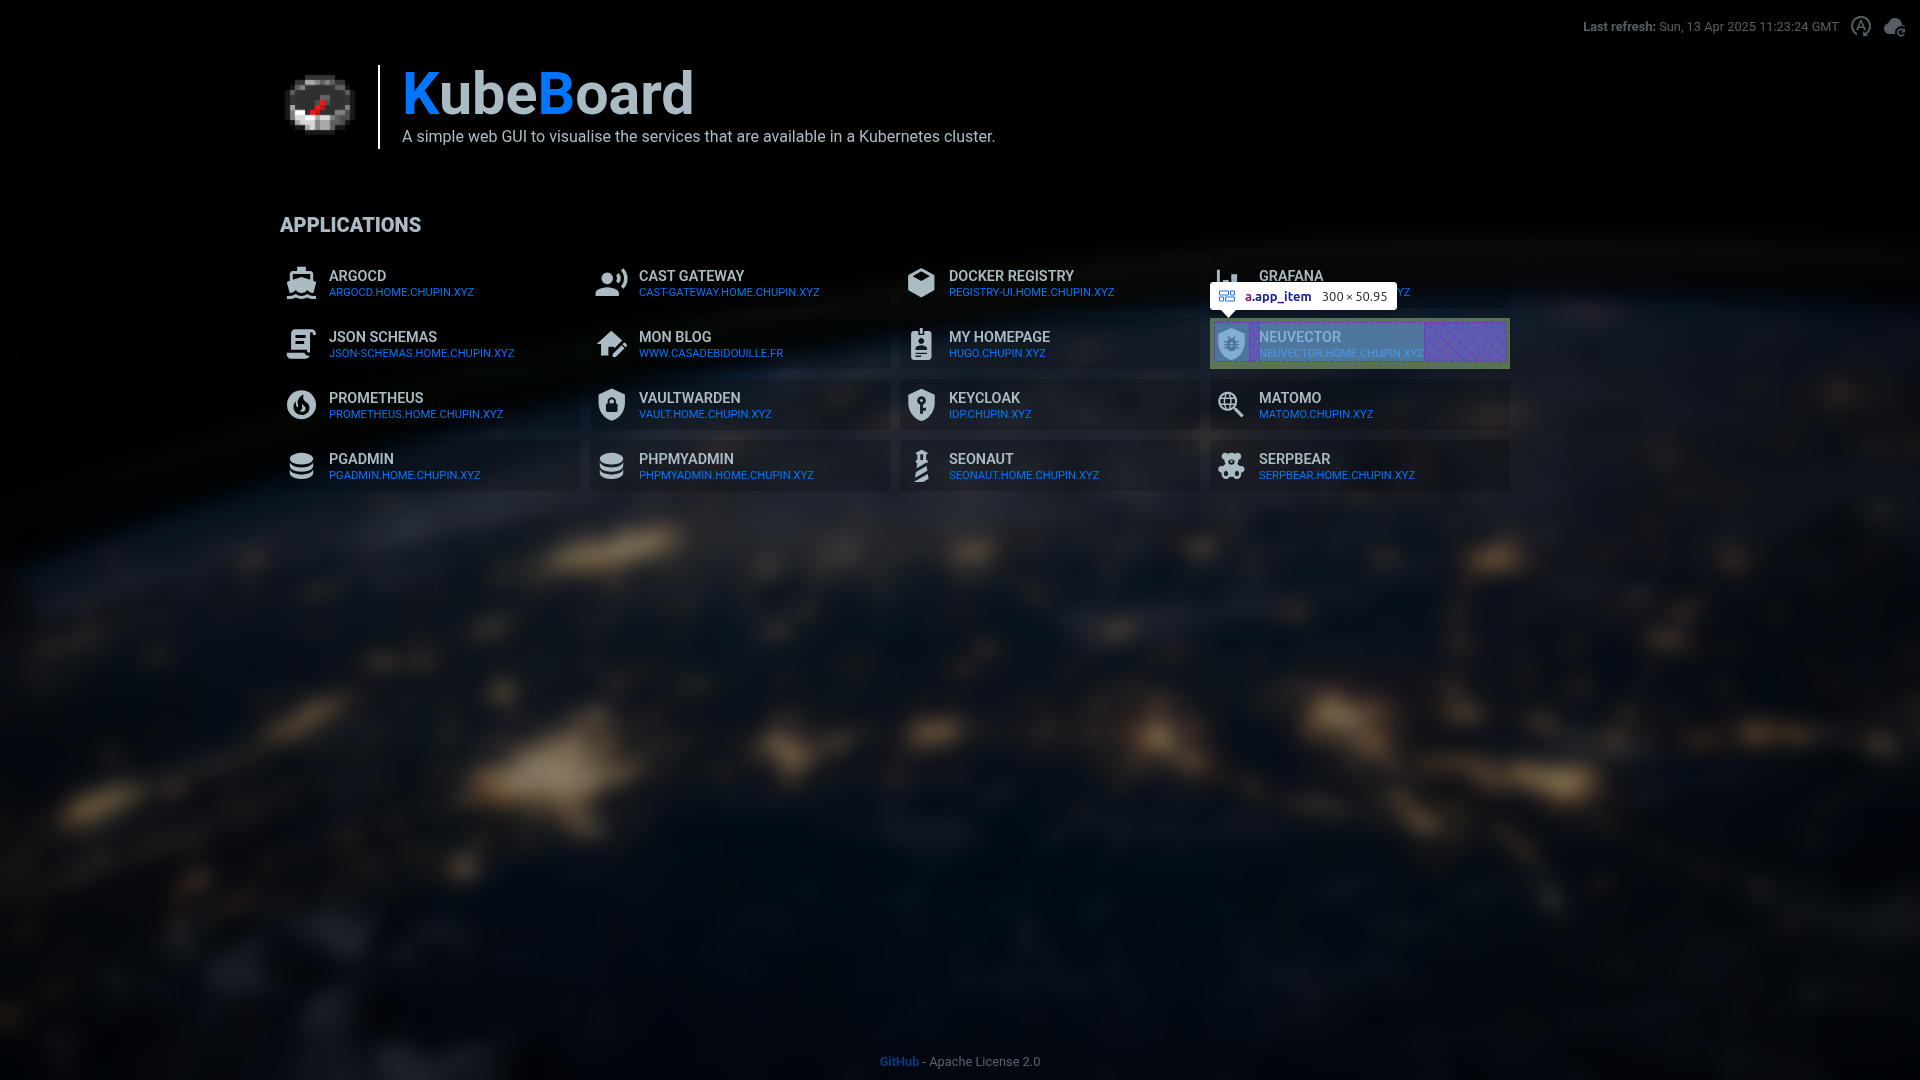 Last refresh: Sun, 13 Apr 2025 11:23:24 GMT
KubeBoard
A simple web GUI to visualise the services that are available in a Kubernetes cluster.
APPLICATIONS
ARGOCD
ARGOCD.HOME.CHUPIN.XYZ
CAST GATEWAY
CAST-GATEWAY.HOME.CHUPIN.XYZ
DOCKER REGISTRY
REGISTRY-UI.HOME.CHUPIN.XYZ
GRAFANA
a.app_item 300 × 50.95
JSON SCHEMAS
JSON-SCHEMAS.HOME.CHUPIN.XYZ
MON BLOG
WWW.CASADEBIDOUILLE.FR
MY HOMEPAGE
HUGO.CHUPIN.XYZ
NEUVECTOR
NEUVECTOR.HOME.CHUPIN.XYZ
PROMETHEUS
PROMETHEUS.HOME.CHUPIN.XYZ
VAULTWARDEN
VAULT.HOME.CHUPIN.XYZ
KEYCLOAK
IDP.CHUPIN.XYZ
MATOMO
MATOMO.CHUPIN.XYZ
PGADMIN
PGADMIN.HOME.CHUPIN.XYZ
PHPMYADMIN
PHPMYADMIN.HOME.CHUPIN.XYZ
SEONAUT
SEONAUT.HOME.CHUPIN.XYZ
SERPBEAR
SERPBEAR.HOME.CHUPIN.XYZ
GitHub - Apache License 2.0